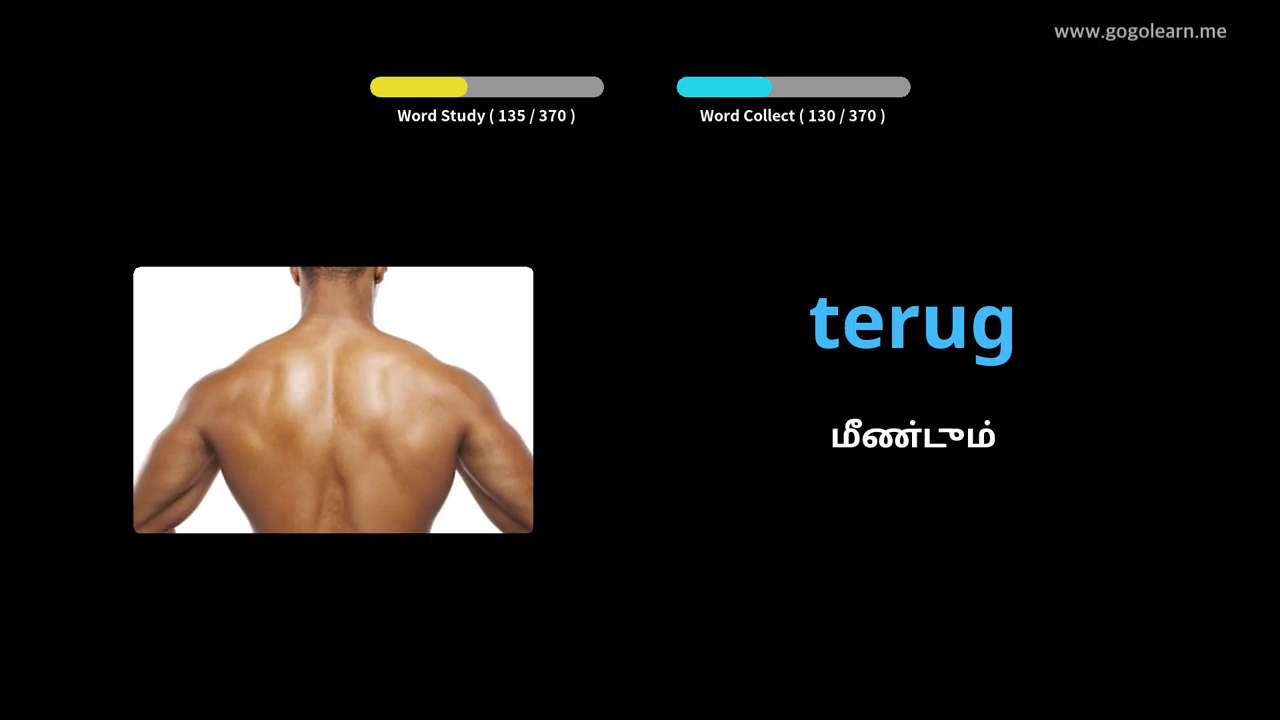 www.gogolearn.me
Word Study ( 135 / 370 )
Word Collect ( 130 / 370 )
terug
மீண்டும்